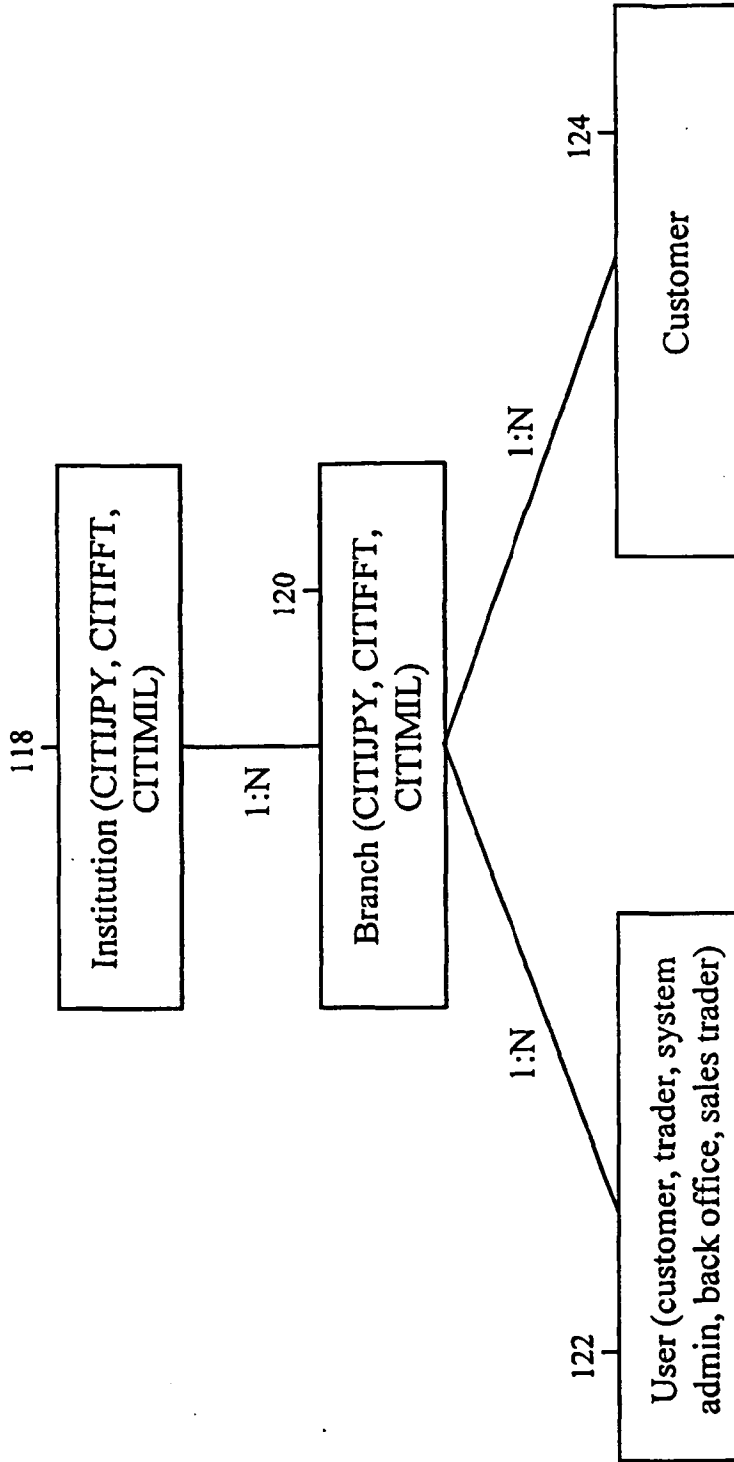 118
Institution (CITIJPY, CITIFFT,
CITIMIL)
1:N
120
Branch (CITIJPY, CITIFFT,
CITIMIL)
1:N
1:N
122
User (customer, trader, system
admin, back office, sales trader)
124
Customer